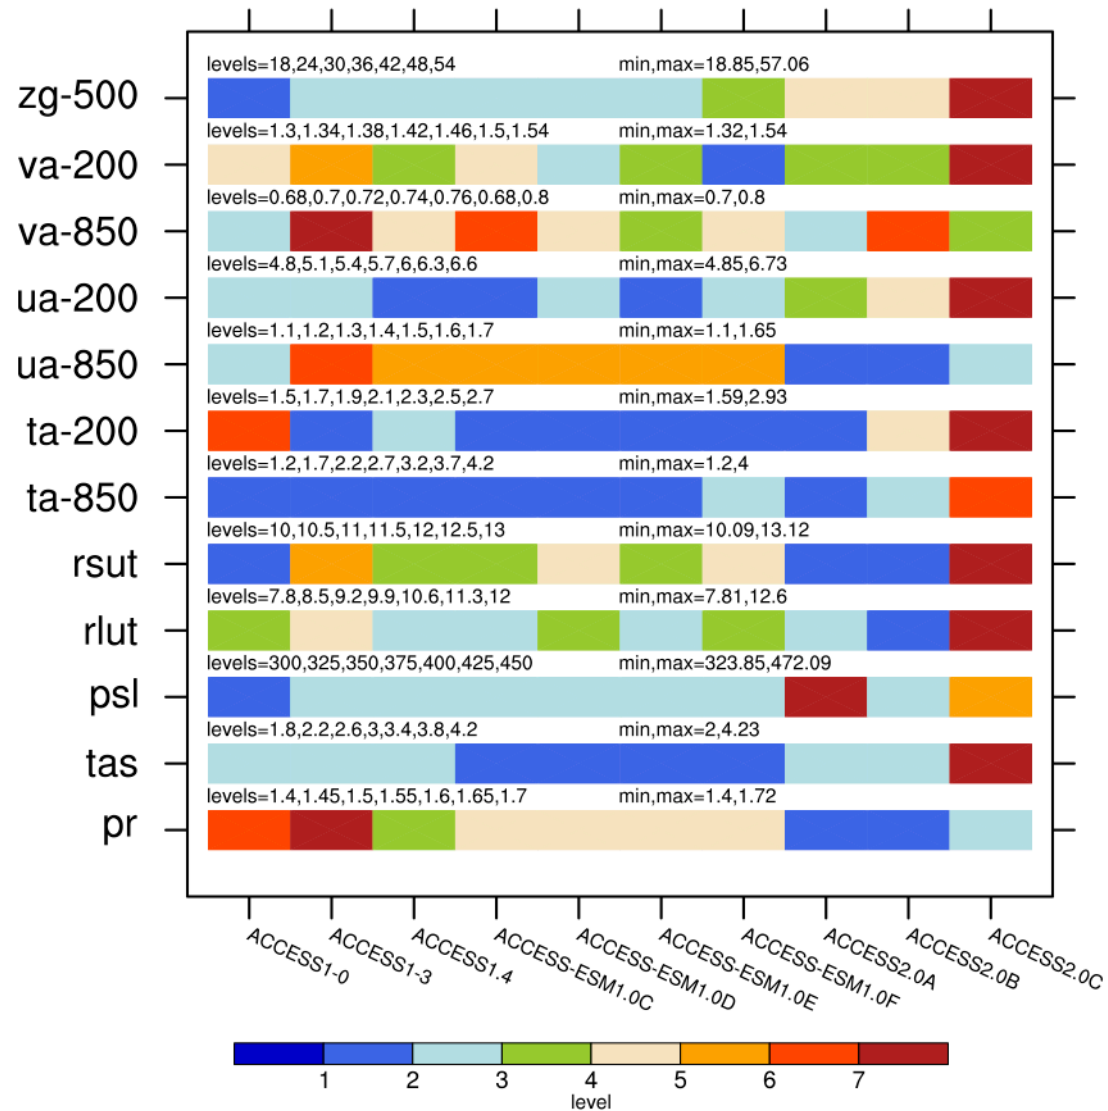 levels=18,24,30,36,42,48,54 min,max=18.85,57.06
zg-500
levels=1.3,1.34,1.38,1.42,1.46,1.5,1.54 min,max=1.32,1.54
va-200
levels=0.68,0.7,0.72,0.74,0.76,0.68,0.8 min,max=0.7,0.8
va-850
levels=4.8,5.1,5.4,5.7,6,6.3,6.6 min,max=4.85,6.73
ua-200
levels=1.1,1.2,1.3,1.4,1.5,1.6,1.7 min,max=1.1,1.65
ua-850
levels=1.5,1.7,1.9,2.1,2.3,2.5,2.7 min,max=1.59,2.93
ta-200
levels=1.2,1.7,2.2,2.7,3.2,3.7,4.2 min,max=1.2,4
ta-850
levels=10,10.5,11,11.5,12,12.5,13 min,max=10.09,13.12
rsut
levels=7.8,8.5,9.2,9.9,10.6,11.3,12 min,max=7.81,12.6
rlut
levels=300,325,350,375,400,425,450 min,max=323.85,472.09
psl
levels=1.8,2.2,2.6,3,3.4,3.8,4.2 min,max=2,4.23
tas
levels=1.4,1.45,1.5,1.55,1.6,1.65,1.7 min,max=1.4,1.72
pr
ACCESS1-0
ACCESS1-3
ACCESS1.4
ACCESS-ESM1.0C
ACCESS-ESM1.0D
ACCESS-ESM1.0E
ACCESS-ESM1.0F
ACCESS2.0A
ACCESS2.0B
ACCESS2.0C
1 2 3 4 5 6 7
level